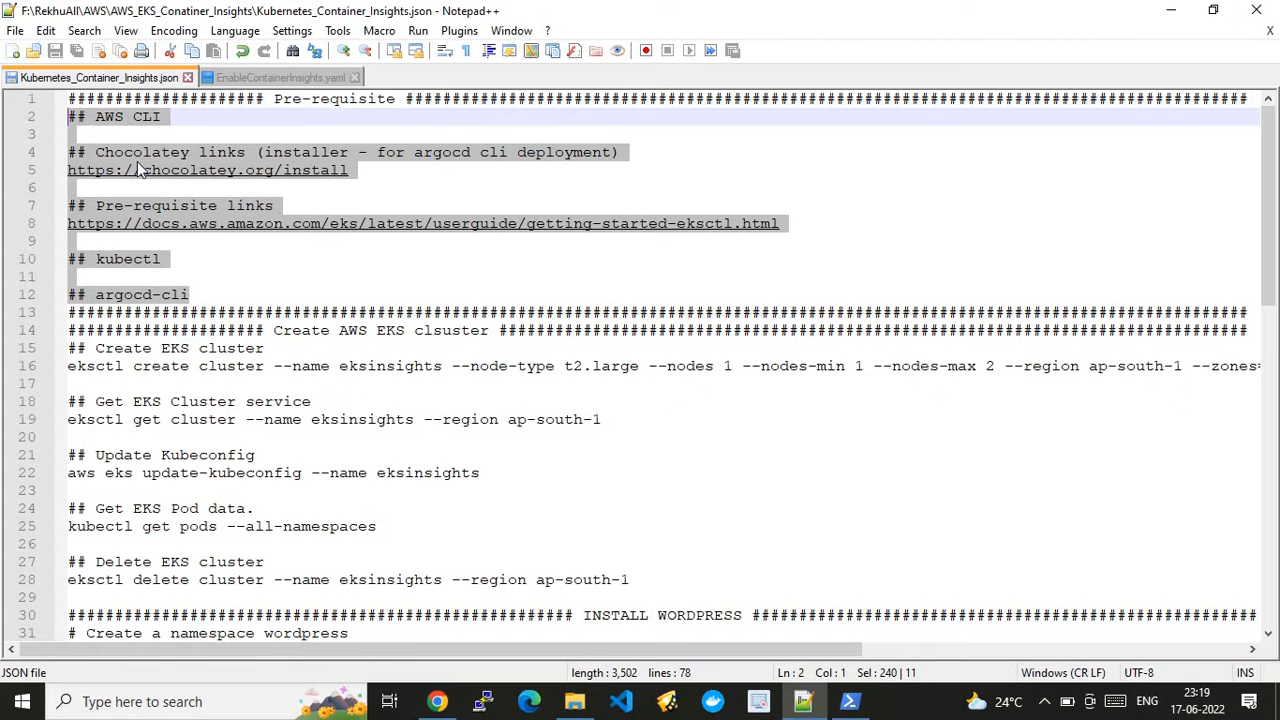 F:\RekhuAll\AWS\AWS_EKS_Conatiner_Insights\Kubernetes_Container_Insights.json - Notepad++
File Edit Search View Encoding Language Settings Tools Macro Run Plugins Window ? X
Kubernetes_Container_Insights.json EnableContainerInsights.yaml
1 ##################### Pre-requisite ##########################################################################################
2 ## AWS CLI
3
4 ## Chocolatey links (installer - for argocd cli deployment)
5 https://chocolatey.org/install
6
7 ## Pre-requisite links
8 https://docs.aws.amazon.com/eks/latest/userguide/getting-started-eksctl.html
9
10 ## kubectl
11
12 ## argocd-cli
13 ##############################################################################################################################
14 ##################### Create AWS EKS clsuster ################################################################################
15 ## Create EKS cluster
16 eksctl create cluster --name eksinsights --node-type t2.large --nodes 1 --nodes-min 1 --nodes-max 2 --region ap-south-1 --zones=
17
18 ## Get EKS Cluster service
19 eksctl get cluster --name eksinsights --region ap-south-1
20
21 ## Update Kubeconfig
22 aws eks update-kubeconfig --name eksinsights
23
24 ## Get EKS Pod data.
25 kubectl get pods --all-namespaces
26
27 ## Delete EKS cluster
28 eksctl delete cluster --name eksinsights --region ap-south-1
29
30 ###################################################### INSTALL WORDPRESS ######################################################
31 # Create a namespace wordpress
JSON file length : 3,502 lines : 78 Ln : 2 Col : 1 Sel : 240 | 11 Windows (CR LF) UTF-8 INS
Type here to search 24°C ENG 23:19
17-06-2022